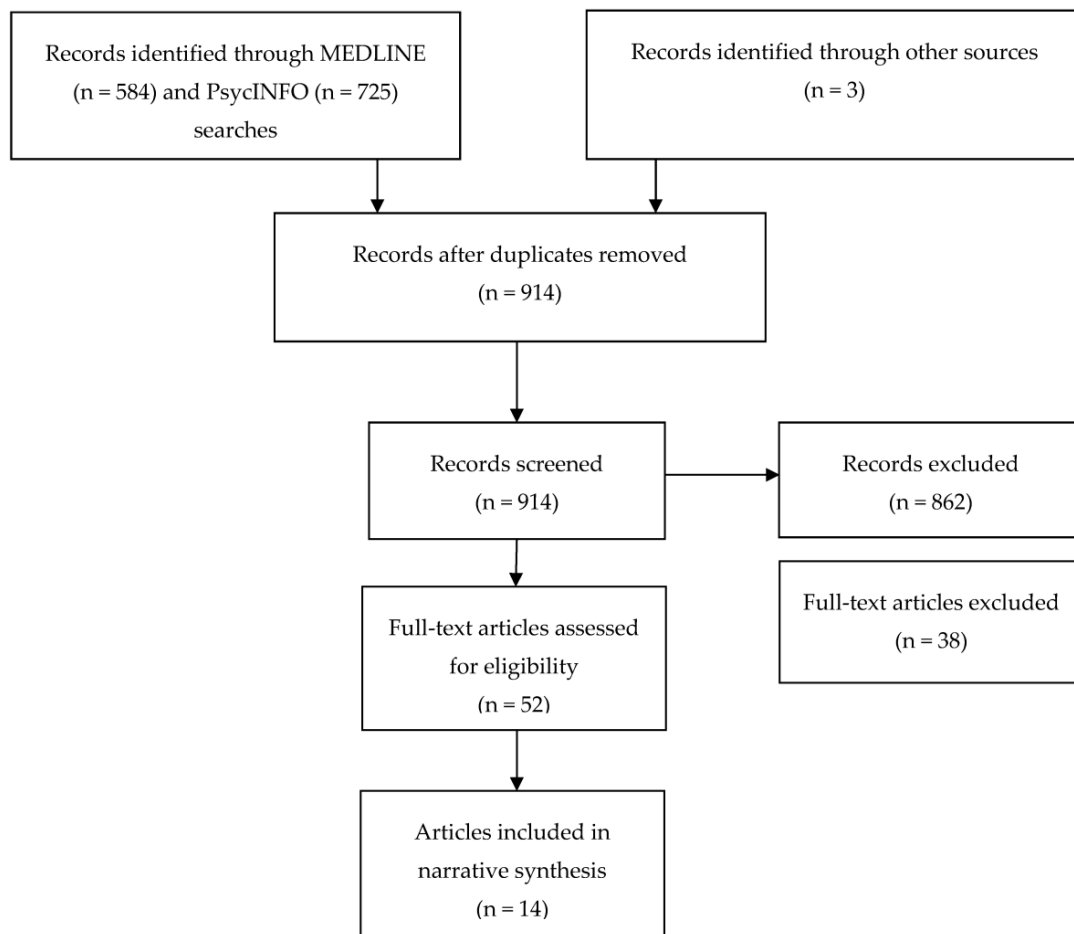 Records identified through MEDLINE
(n = 584) and PsycINFO (n = 725)
searches
Records identified through other sources
(n = 3)
Records after duplicates removed
(n = 914)
Records screened
(n = 914)
Records excluded
(n = 862)
Full-text articles assessed
for eligibility
(n = 52)
Full-text articles excluded
(n = 38)
Articles included in
narrative synthesis
(n = 14)